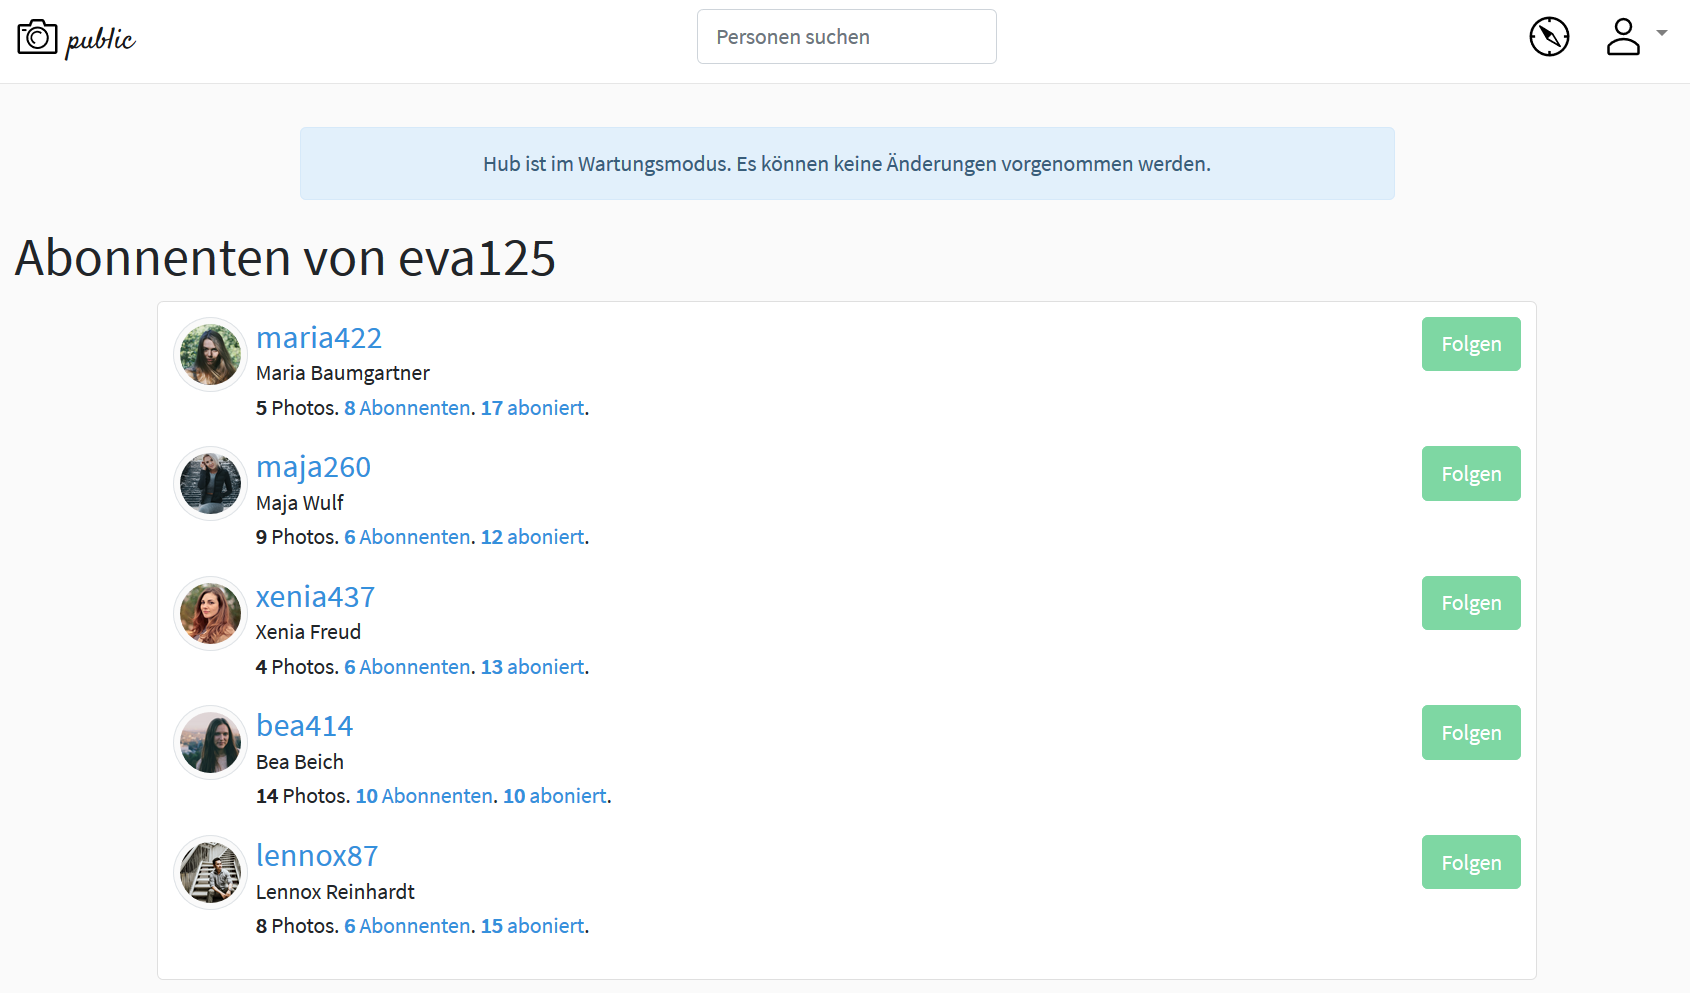 public
Personen suchen
Hub ist im Wartungsmodus. Es können keine Änderungen vorgenommen werden.
Abonnenten von eva125
maria422
Folgen
Maria Baumgartner
5 Photos. 8 Abonnenten. 17 aboniert.
maja260
Folgen
Maja Wulf
9 Photos. 6 Abonnenten. 12 aboniert.
xenia437
Folgen
Xenia Freud
4 Photos. 6 Abonnenten. 13 aboniert.
bea414
Folgen
Bea Beich
14 Photos. 10 Abonnenten. 10 aboniert.
lennox87
Folgen
Lennox Reinhardt
8 Photos. 6 Abonnenten. 15 aboniert.